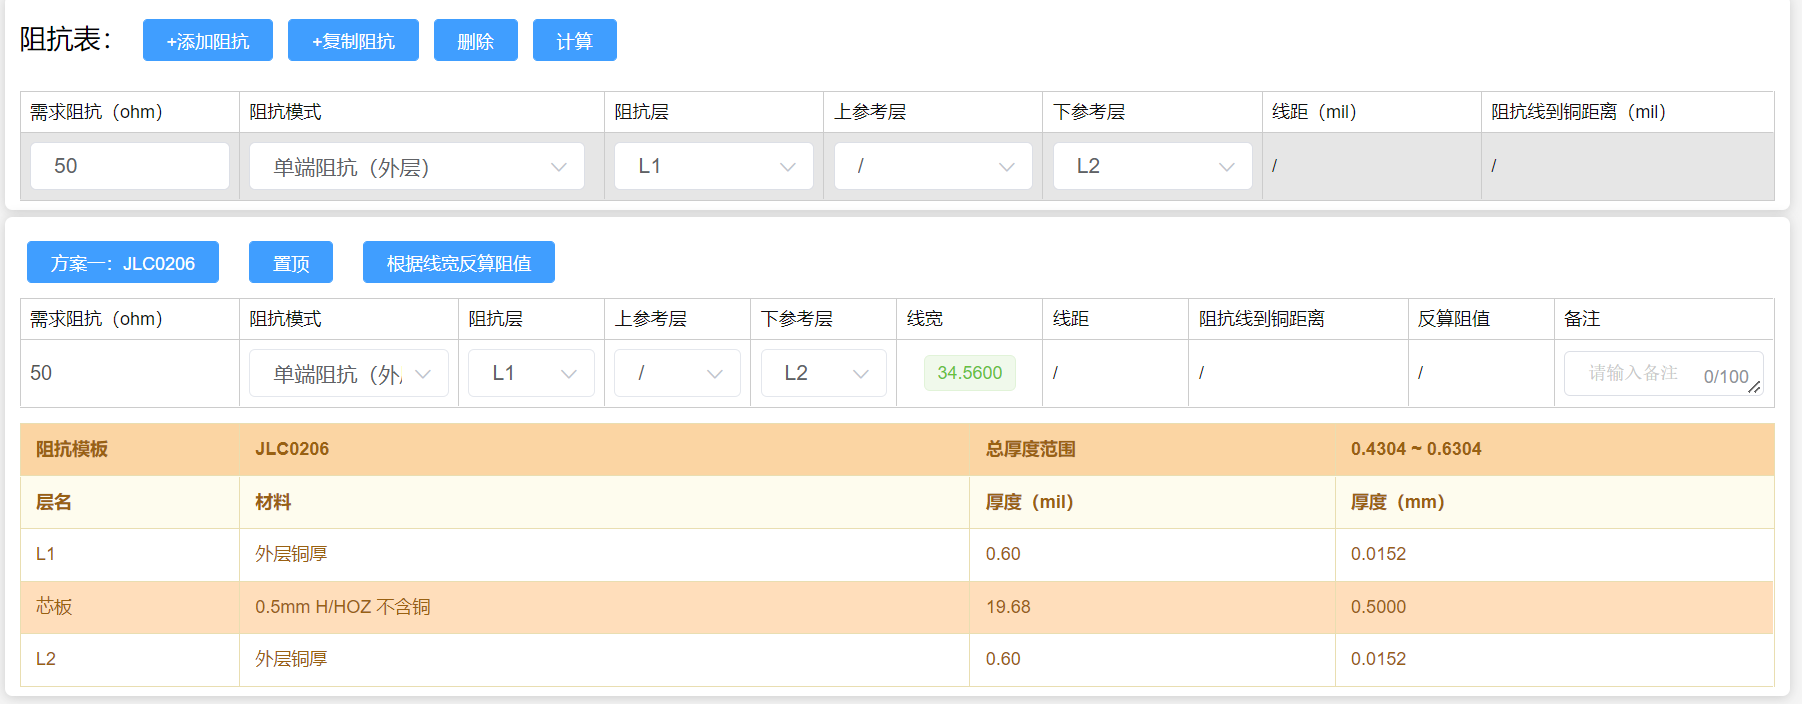 阻抗表： +添加阻抗 +复制阻抗 删除 计算
需求阻抗（ohm） 阻抗模式 阻抗层 上参考层 下参考层 线距（mil） 阻抗线到铜距离（mil）
50 单端阻抗（外层） L1 / L2 / /
方案一：JLC0206 置顶 根据线宽反算阻值
需求阻抗（ohm） 阻抗模式 阻抗层 上参考层 下参考层 线宽 线距 阻抗线到铜距离 反算阻值 备注
50 单端阻抗（外 L1 / L2 34.5600 / / / 请输入备注 0/100
阻抗模板 JLC0206 总厚度范围 0.4304 ~ 0.6304
层名 材料 厚度（mil） 厚度（mm）
L1 外层铜厚 0.60 0.0152
芯板 0.5mm H/HOZ 不含铜 19.68 0.5000
L2 外层铜厚 0.60 0.0152